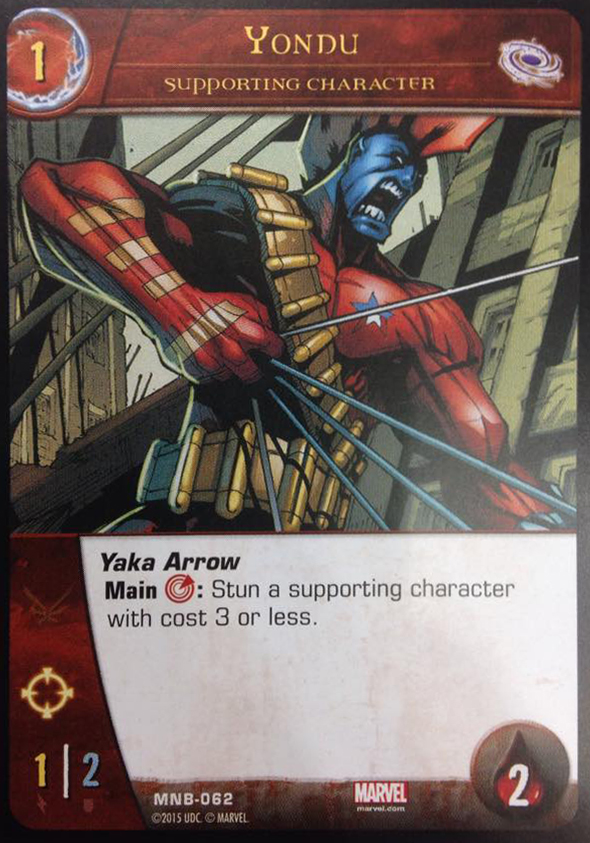 1
Yondu
Supporting Character
Yaka Arrow
Main : Stun a supporting character
with cost 3 or less.
1 | 2
2
MNB-062
MARVEL
marvel.com
©2015 UDC. © MARVEL.